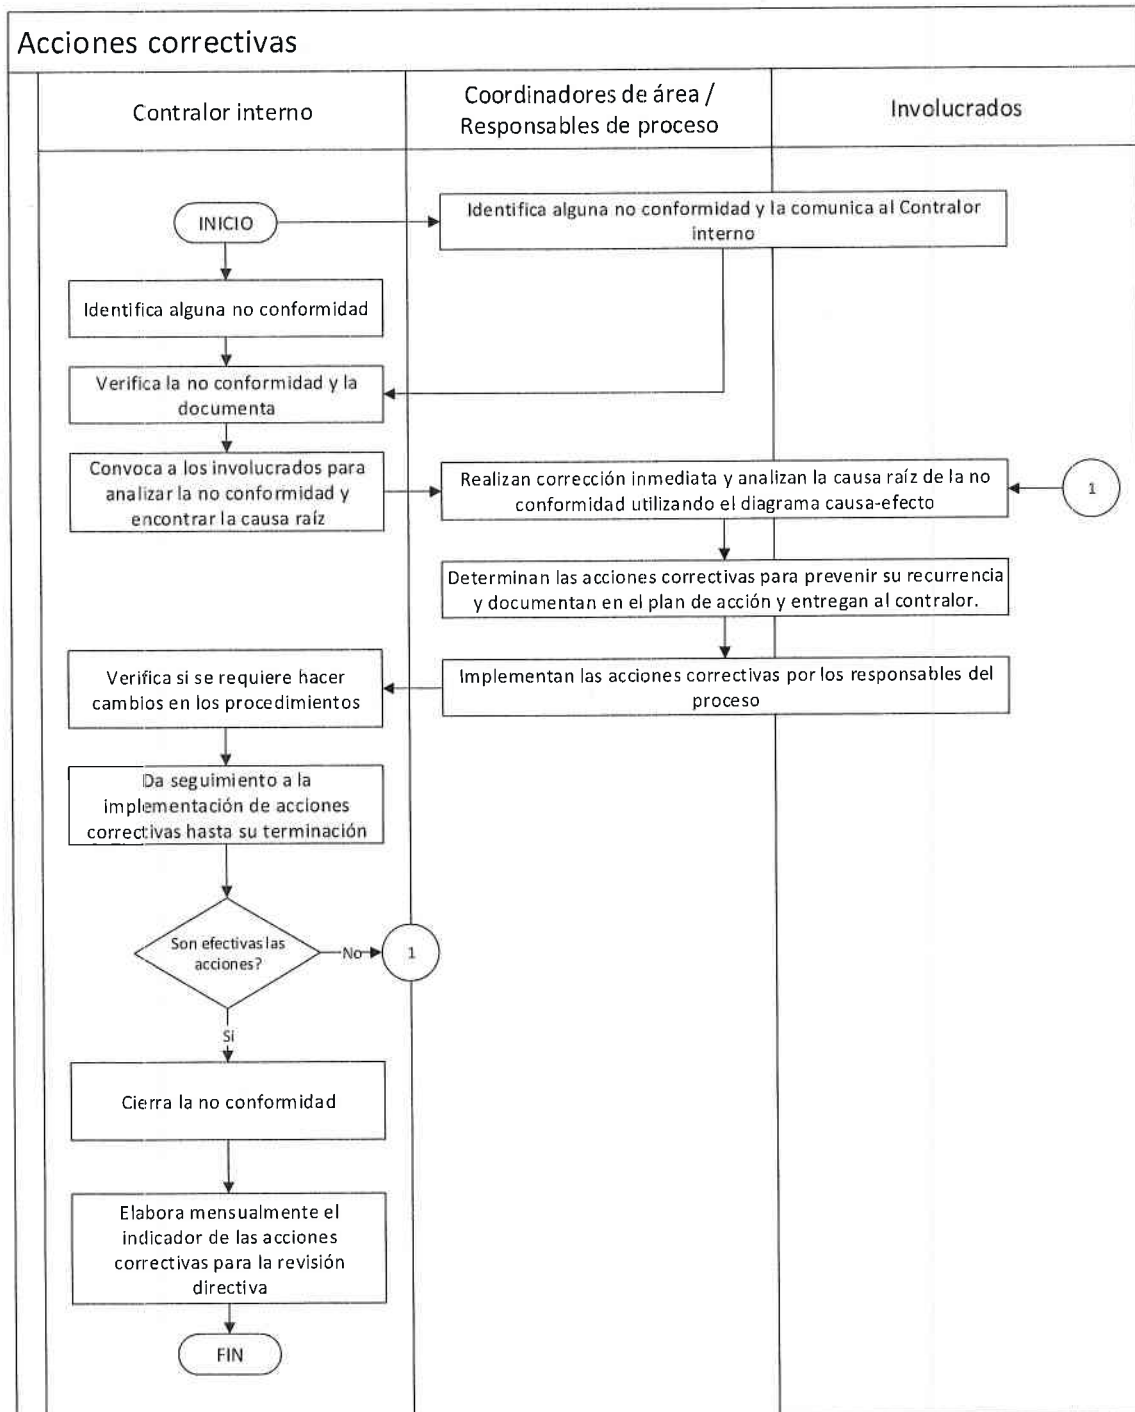 Acciones correctivas
Contralor interno
Coordinadores de área /
Responsables de proceso
Involucrados
INICIO
Identifica alguna no conformidad y la comunica al Contralor
interno
Identifica alguna no conformidad
Verifica la no conformidad y la
documenta
Convoca a los involucrados para
analizar la no conformidad y
encontrar la causa raíz
Realizan corrección inmediata y analizan la causa raíz de la no
conformidad utilizando el diagrama causa-efecto
1
Determinan las acciones correctivas para prevenir su recurrencia
y documentan en el plan de acción y entregan al contralor.
Implementan las acciones correctivas por los responsables del
proceso
Verifica si se requiere hacer
cambios en los procedimientos
Da seguimiento a la
implementación de acciones
correctivas hasta su terminación
Son efectivas las
acciones?
No
1
Si
Cierra la no conformidad
Elabora mensualmente el
indicador de las acciones
correctivas para la revisión
directiva
FIN